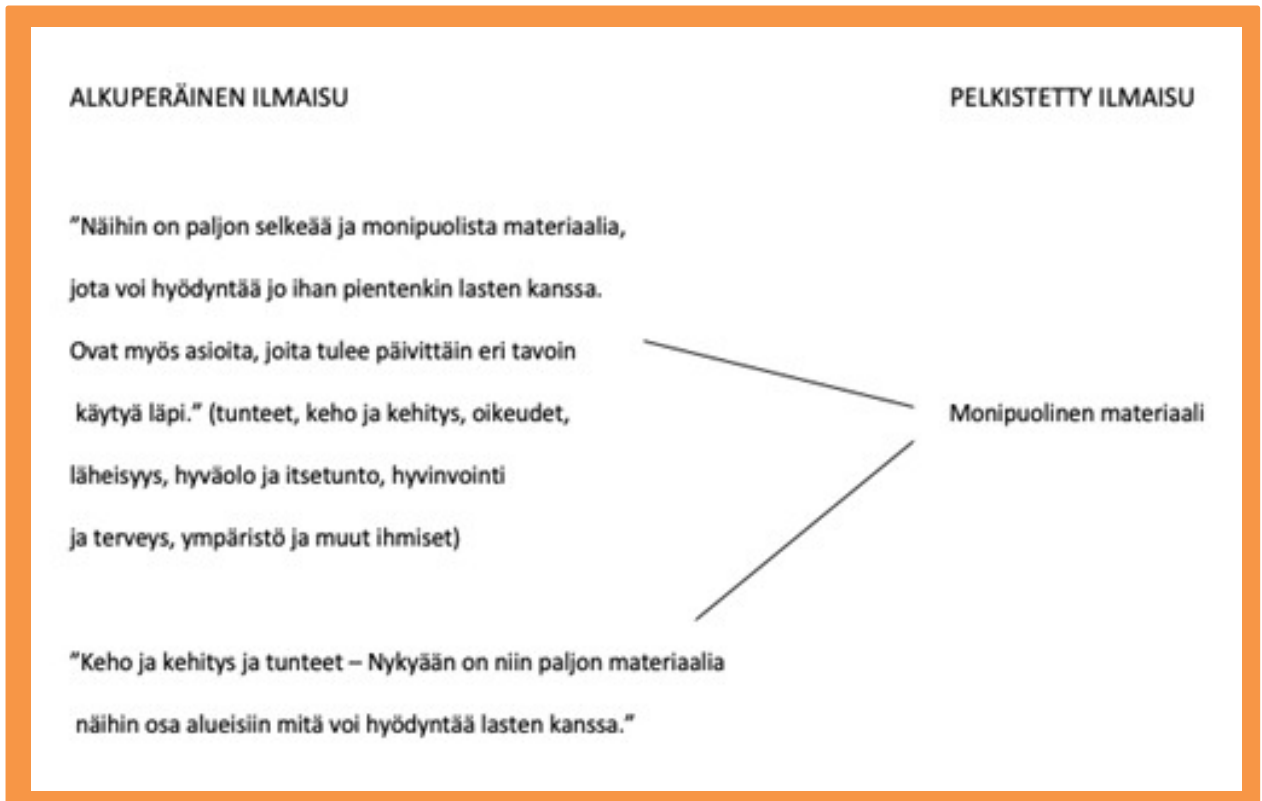 ALKUPERÄINEN ILMAISU
PELKISTETTY ILMAISU
”Näihin on paljon selkeää ja monipuolista materiaalia,
jota voi hyödyntää jo ihan pientenkin lasten kanssa.
Ovat myös asioita, joita tulee päivittäin eri tavoin
käytyä läpi.” (tunteet, keho ja kehitys, oikeudet,
läheisyys, hyväolo ja itsetunto, hyvinvointi
ja terveys, ympäristö ja muut ihmiset)
”Keho ja kehitys ja tunteet – Nykyään on niin paljon materiaalia
näihin osa alueisiin mitä voi hyödyntää lasten kanssa.”
Monipuolinen materiaali